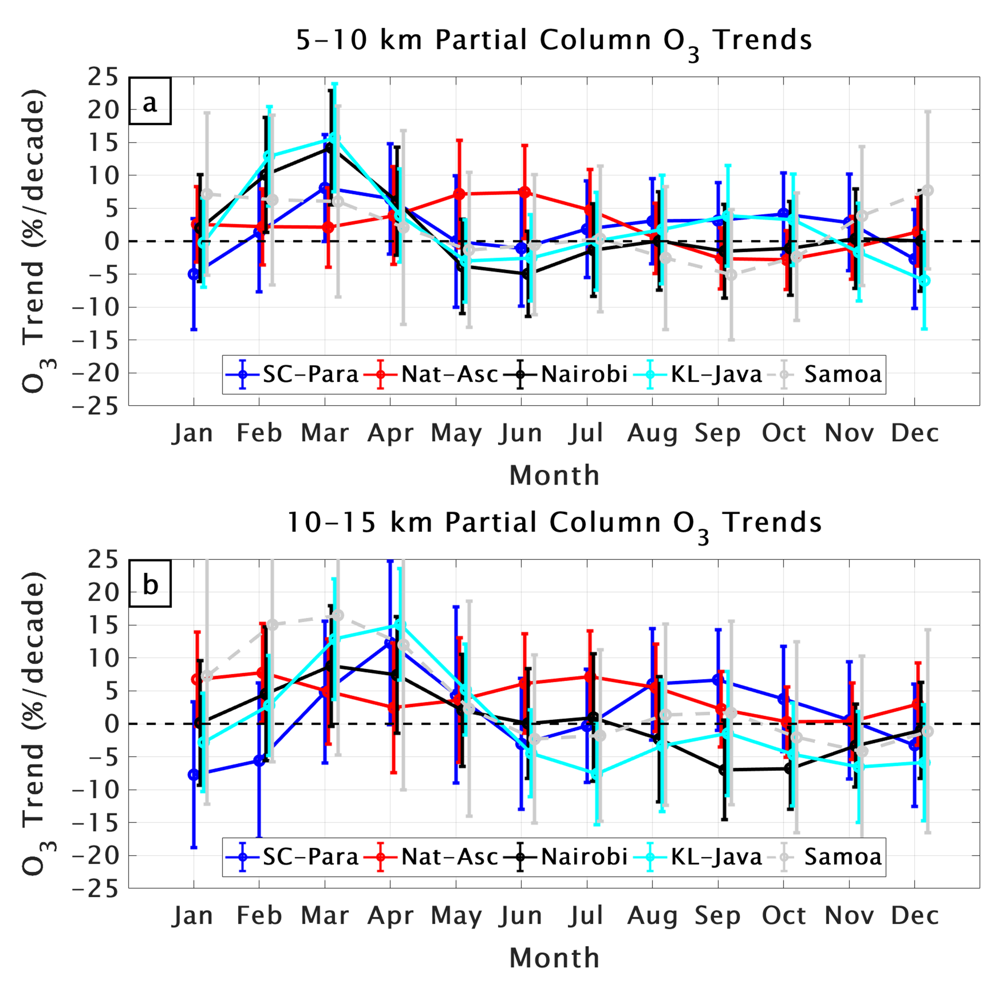 5–10 km Partial Column O3 Trends
a
O3 Trend (%/decade)
25
20
15
10
5
0
−5
−10
−15
−20
−25
SC–Para Nat–Asc Nairobi KL–Java Samoa
Jan Feb Mar Apr May Jun Jul Aug Sep Oct Nov Dec
Month
10–15 km Partial Column O3 Trends
b
O3 Trend (%/decade)
25
20
15
10
5
0
−5
−10
−15
−20
−25
SC–Para Nat–Asc Nairobi KL–Java Samoa
Jan Feb Mar Apr May Jun Jul Aug Sep Oct Nov Dec
Month